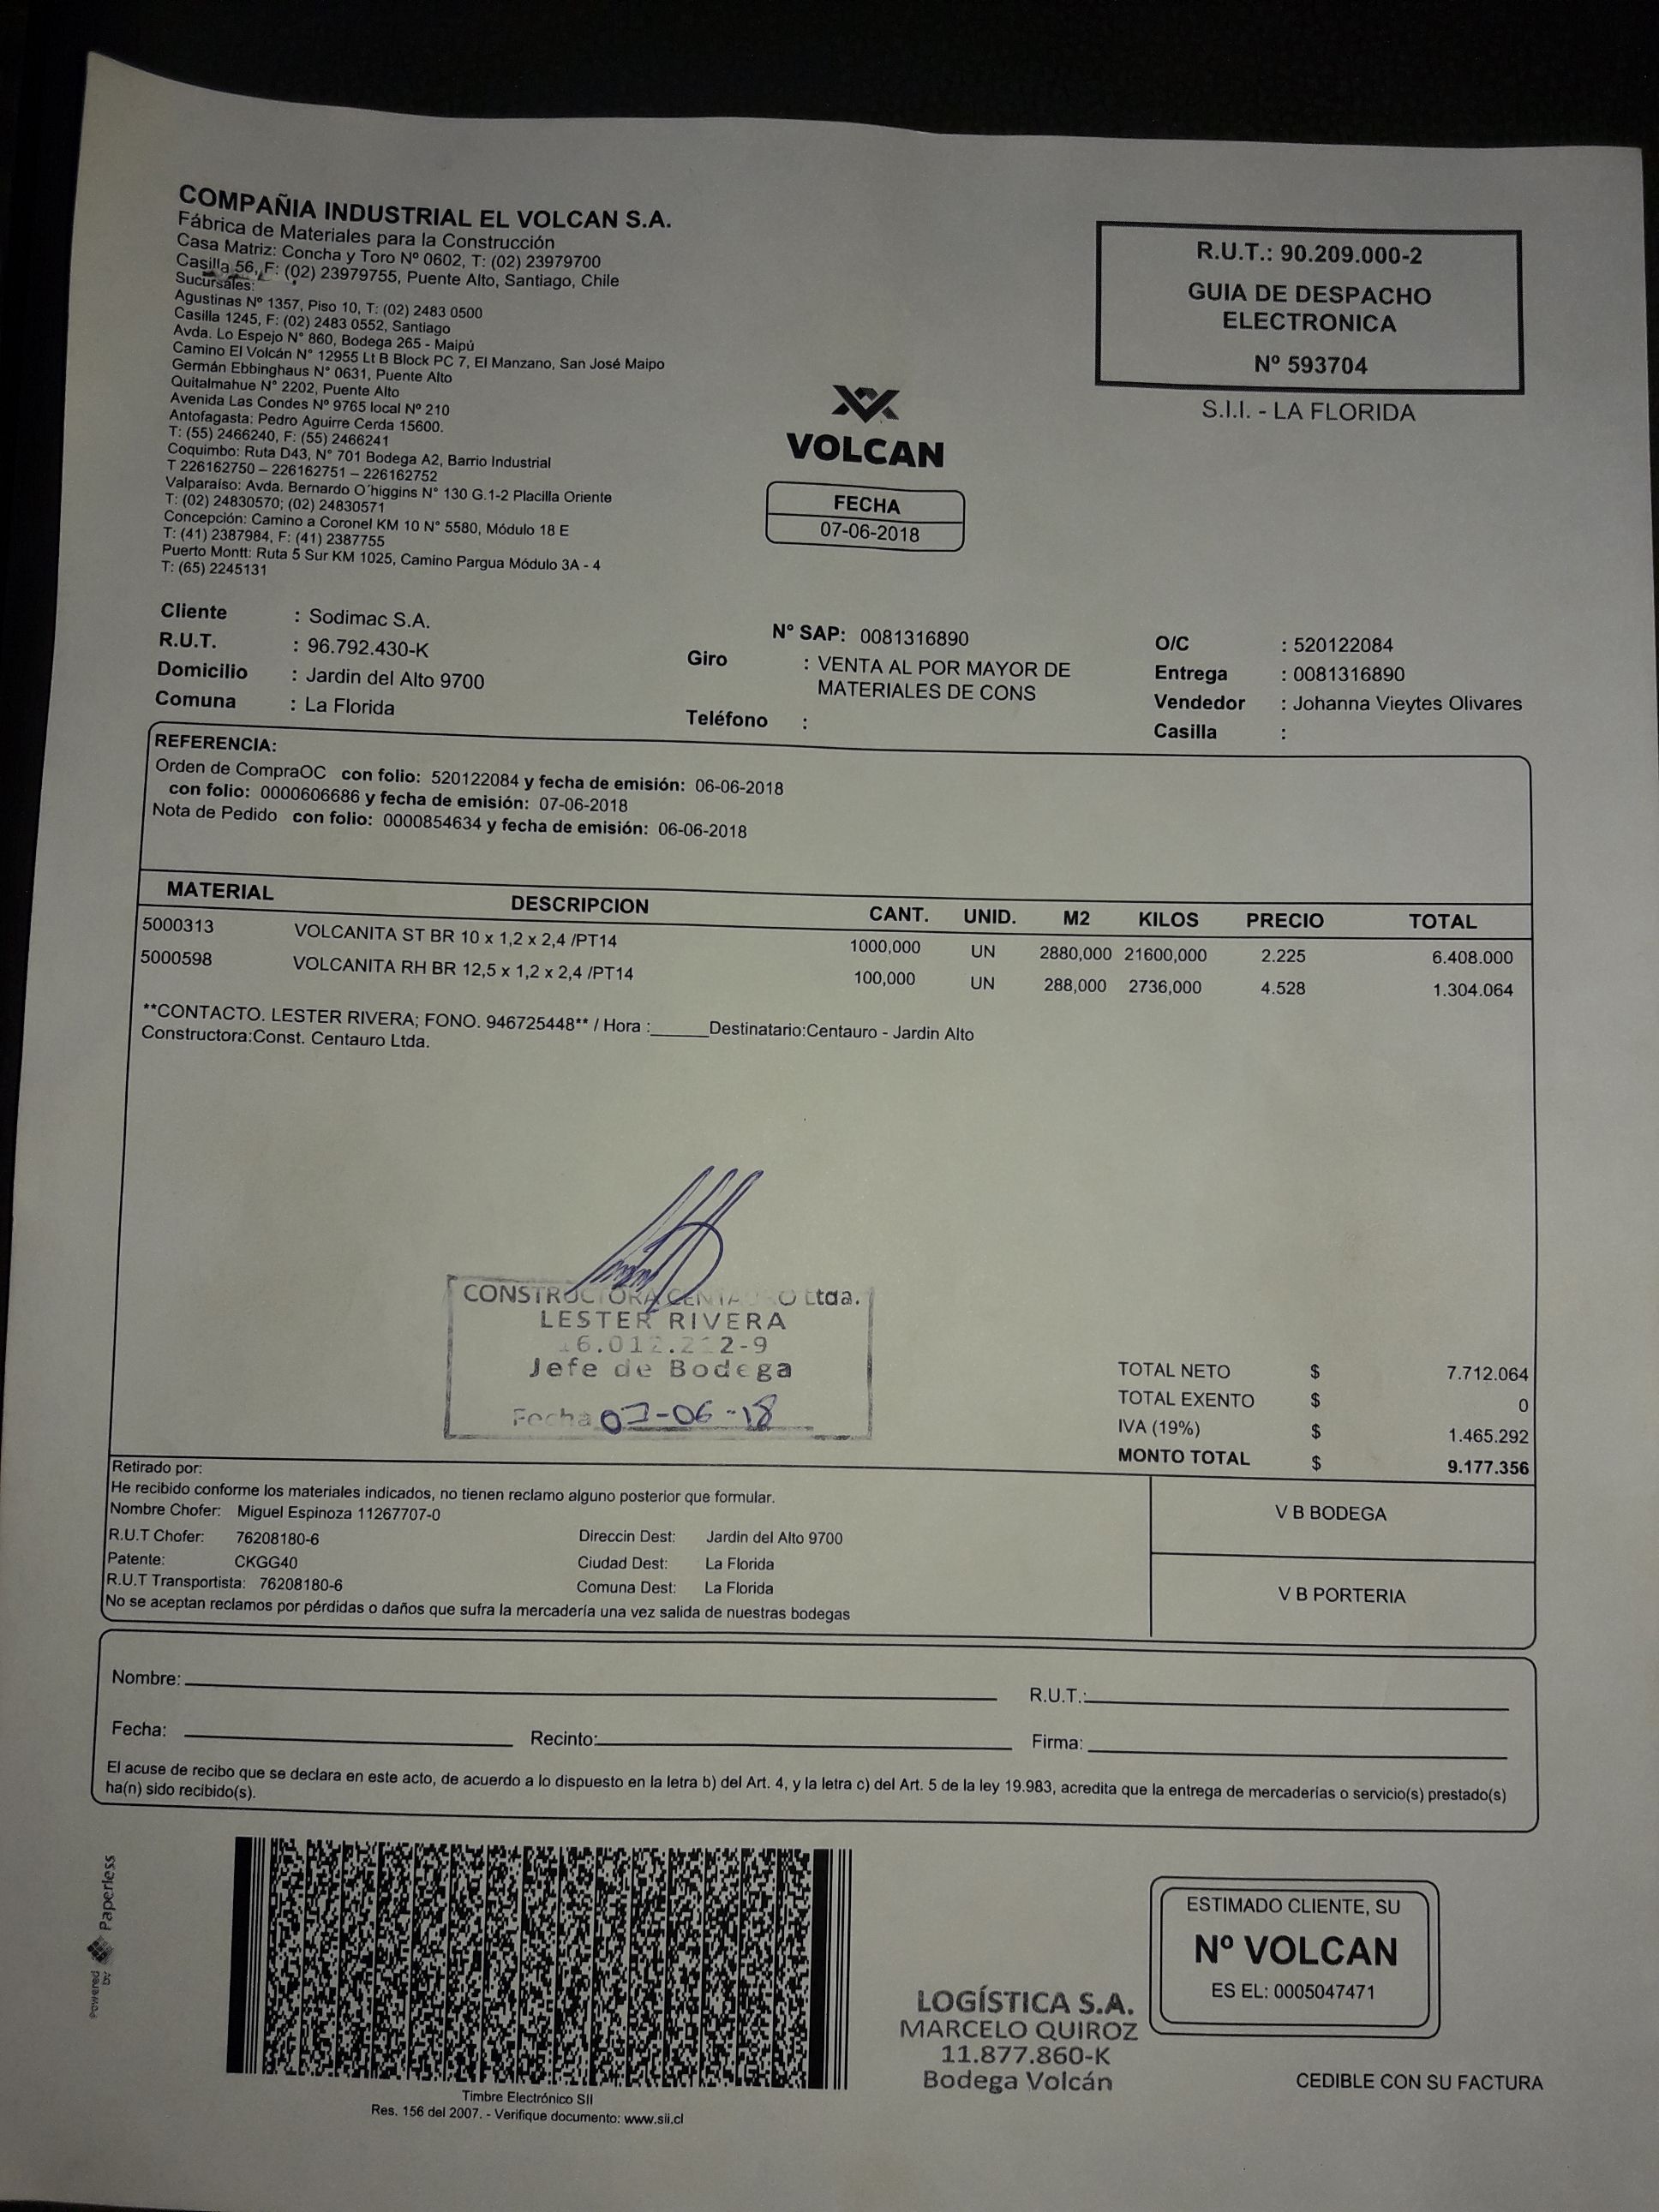 COMPAÑIA INDUSTRIAL EL VOLCAN S.A.
Fábrica de Materiales para la Construcción
Casa Matriz: Concha y Toro Nº 0602, T: (02) 23979700
Casilla 56, F: (02) 23979755, Puente Alto, Santiago, Chile
Sucursales:
Agustinas Nº 1357, Piso 10, T: (02) 2483 0500
Casilla 1245, F: (02) 2483 0552, Santiago
Avda. Lo Espejo N° 860, Bodega 265 - Maipú
Camino El Volcán N° 12955 Lt B Block PC 7, El Manzano, San José Maipo
Germán Ebbinghaus N° 0631, Puente Alto
Quitalmahue N° 2202, Puente Alto
Avenida Las Condes Nº 9765 local Nº 210
Antofagasta: Pedro Aguirre Cerda 15600.
T: (55) 2466240, F: (55) 2466241
Coquimbo: Ruta D43, N° 701 Bodega A2, Barrio Industrial
T 226162750 – 226162751 – 226162752
Valparaíso: Avda. Bernardo O´higgins N° 130 G.1-2 Placilla Oriente
T: (02) 24830570; (02) 24830571
Concepción: Camino a Coronel KM 10 N° 5580, Módulo 18 E
T: (41) 2387984, F: (41) 2387755
Puerto Montt: Ruta 5 Sur KM 1025, Camino Pargua Módulo 3A - 4
T: (65) 2245131
VOLCAN
FECHA
07-06-2018
R.U.T.: 90.209.000-2
GUIA DE DESPACHO
ELECTRONICA
Nº 593704
S.I.I. - LA FLORIDA
Cliente : Sodimac S.A.
R.U.T. : 96.792.430-K
Domicilio : Jardin del Alto 9700
Comuna : La Florida
N° SAP: 0081316890
Giro : VENTA AL POR MAYOR DE
MATERIALES DE CONS
Teléfono :
O/C : 520122084
Entrega : 0081316890
Vendedor : Johanna Vieytes Olivares
Casilla :
REFERENCIA:
Orden de CompraOC con folio: 520122084 y fecha de emisión: 06-06-2018
con folio: 0000606686 y fecha de emisión: 07-06-2018
Nota de Pedido con folio: 0000854634 y fecha de emisión: 06-06-2018
MATERIAL DESCRIPCION CANT. UNID. M2 KILOS PRECIO TOTAL
5000313 VOLCANITA ST BR 10 x 1,2 x 2,4 /PT14 1000,000 UN 2880,000 21600,000 2.225 6.408.000
5000598 VOLCANITA RH BR 12,5 x 1,2 x 2,4 /PT14 100,000 UN 288,000 2736,000 4.528 1.304.064
**CONTACTO. LESTER RIVERA; FONO. 946725448** / Hora :______Destinatario:Centauro - Jardin Alto
Constructora:Const. Centauro Ltda.
CONSTRUCTORA CENTAURO Ltda.
LESTER RIVERA
Jefe de Bodega
Fecha 07-06-18
TOTAL NETO $ 7.712.064
TOTAL EXENTO $ 0
IVA (19%) $ 1.465.292
MONTO TOTAL $ 9.177.356
Retirado por:
He recibido conforme los materiales indicados, no tienen reclamo alguno posterior que formular.
Nombre Chofer: Miguel Espinoza 11267707-0
R.U.T Chofer: 76208180-6 Direccin Dest: Jardin del Alto 9700
Patente: CKGG40 Ciudad Dest: La Florida
R.U.T Transportista: 76208180-6 Comuna Dest: La Florida
No se aceptan reclamos por pérdidas o daños que sufra la mercadería una vez salida de nuestras bodegas
V B BODEGA
V B PORTERIA
Nombre: R.U.T.:
Fecha: Recinto: Firma:
El acuse de recibo que se declara en este acto, de acuerdo a lo dispuesto en la letra b) del Art. 4, y la letra c) del Art. 5 de la ley 19.983, acredita que la entrega de mercaderías o servicio(s) prestado(s)
ha(n) sido recibido(s).
Powered by Paperless
Timbre Electrónico SII
Res. 156 del 2007. - Verifique documento: www.sii.cl
LOGÍSTICA S.A.
MARCELO QUIROZ
11.877.860-K
Bodega Volcán
ESTIMADO CLIENTE, SU
Nº VOLCAN
ES EL: 0005047471
CEDIBLE CON SU FACTURA